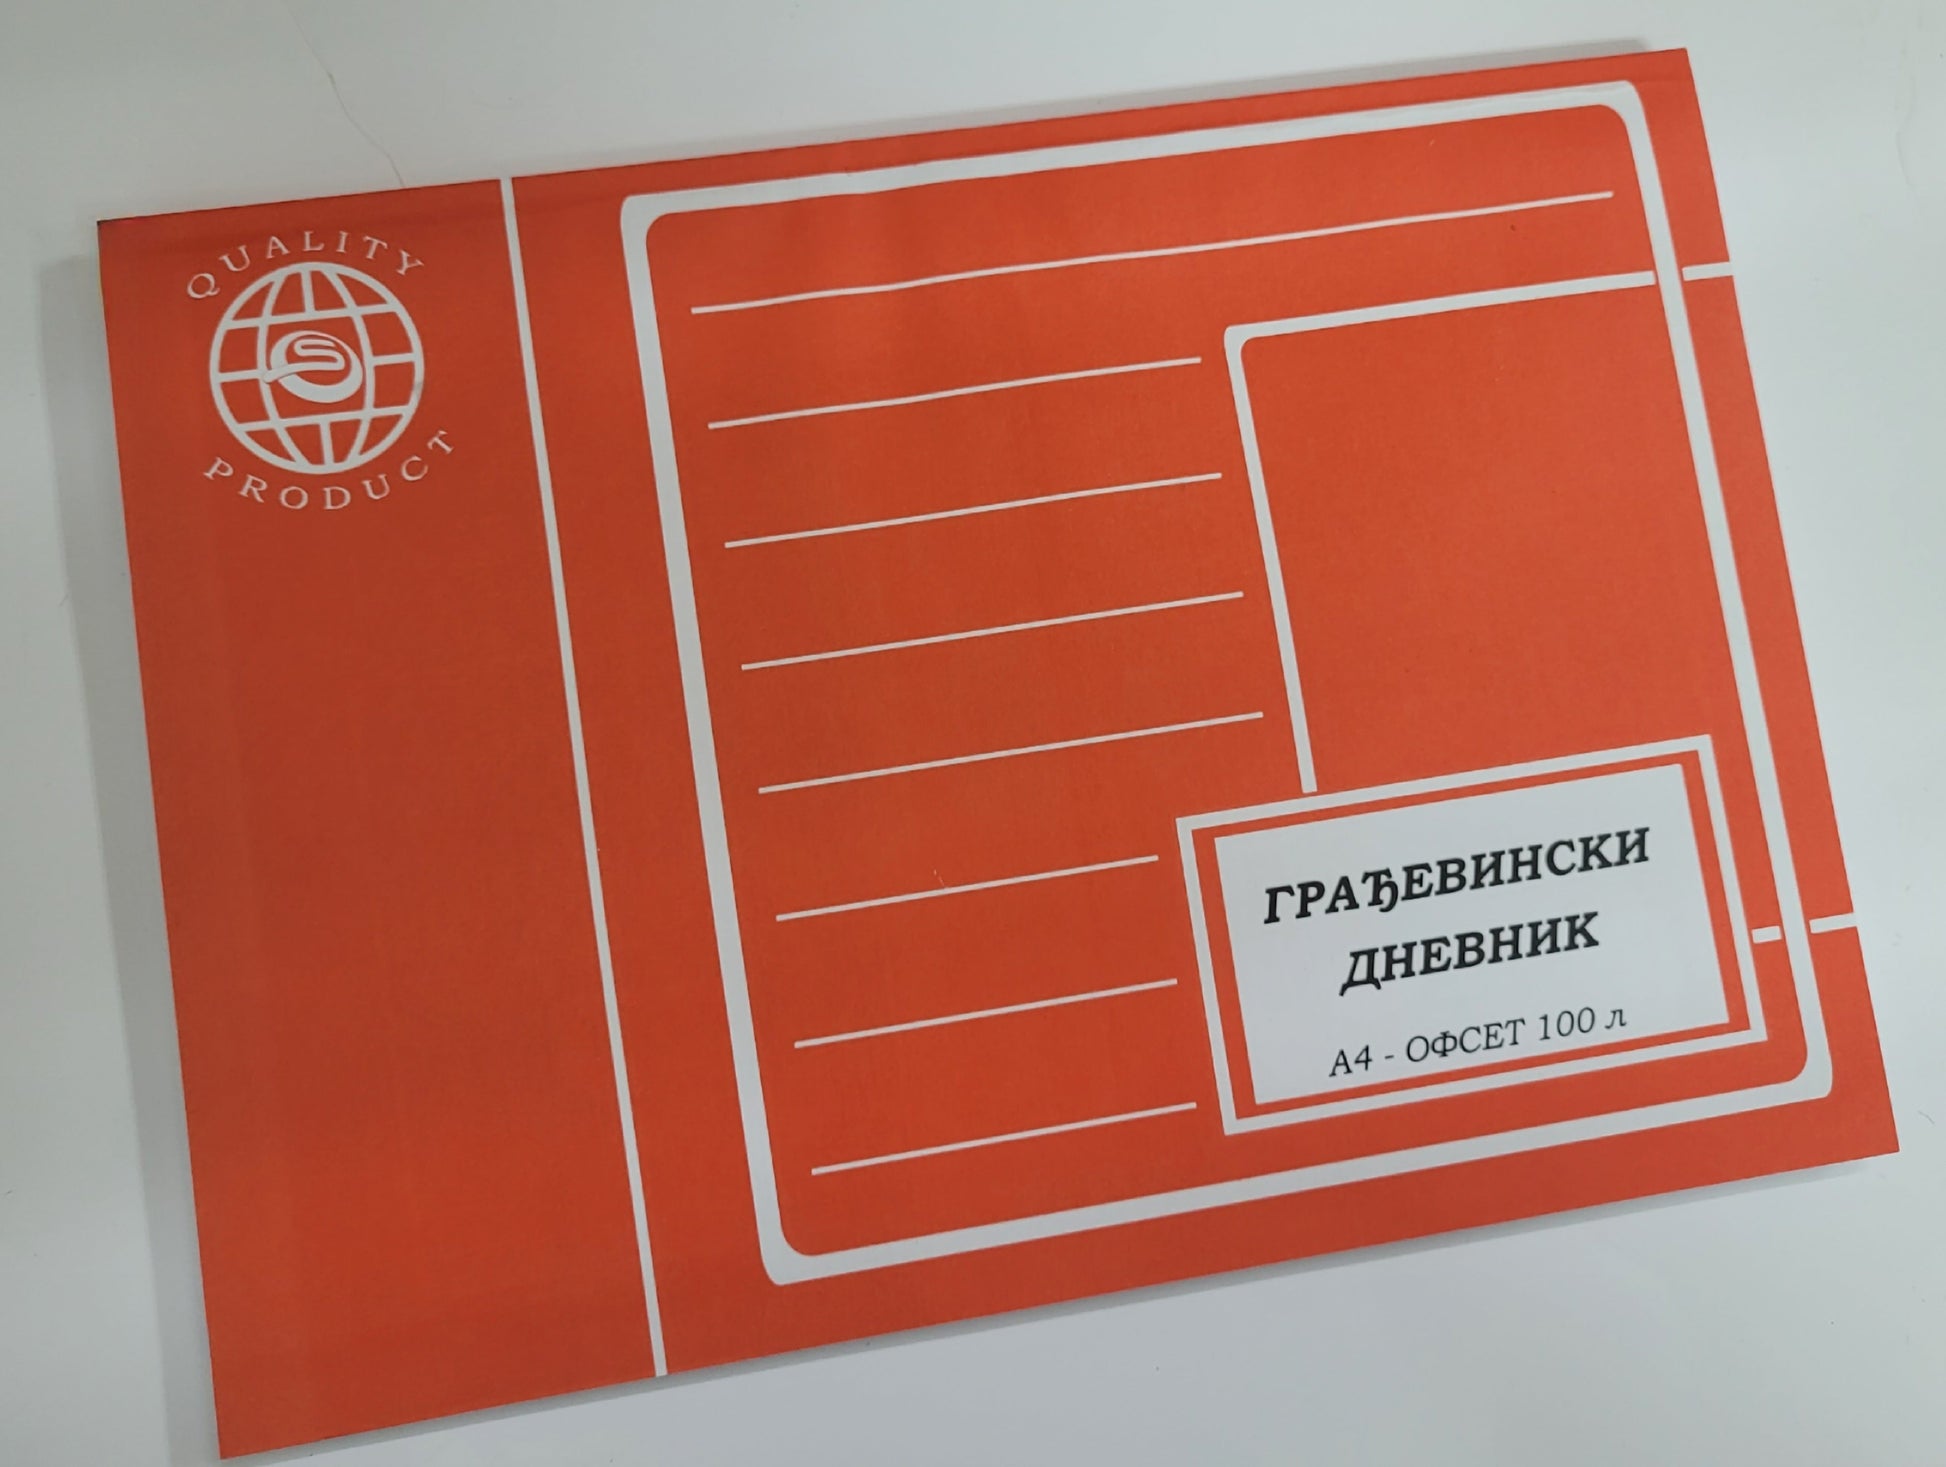 QUALITY
S
PRODUCT
ГРАЂЕВИНСКИ
ДНЕВНИК
А4 - ОФСЕТ 100 л